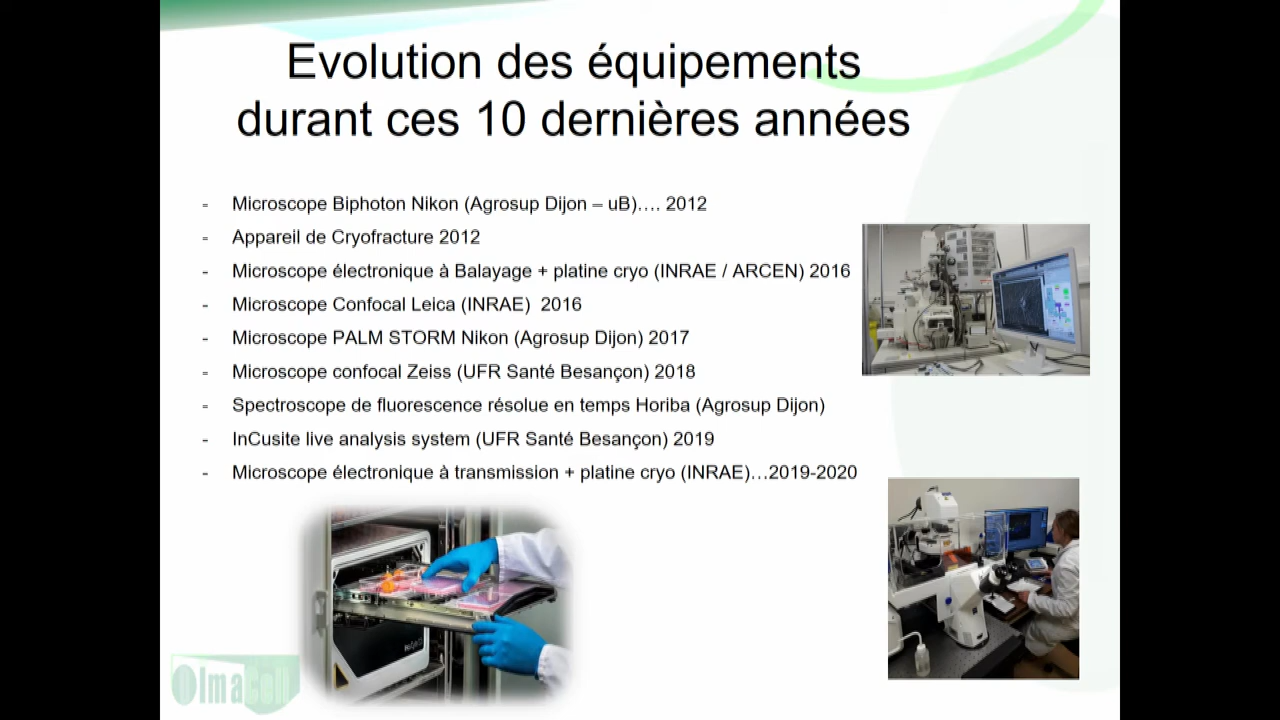 Evolution des équipements
durant ces 10 dernières années
- Microscope Biphoton Nikon (Agrosup Dijon – uB)…. 2012
- Appareil de Cryofracture 2012
- Microscope électronique à Balayage + platine cryo (INRAE / ARCEN) 2016
- Microscope Confocal Leica (INRAE) 2016
- Microscope PALM STORM Nikon (Agrosup Dijon) 2017
- Microscope confocal Zeiss (UFR Santé Besançon) 2018
- Spectroscope de fluorescence résolue en temps Horiba (Agrosup Dijon)
- InCusite live analysis system (UFR Santé Besançon) 2019
- Microscope électronique à transmission + platine cryo (INRAE)…2019-2020
Olmacell